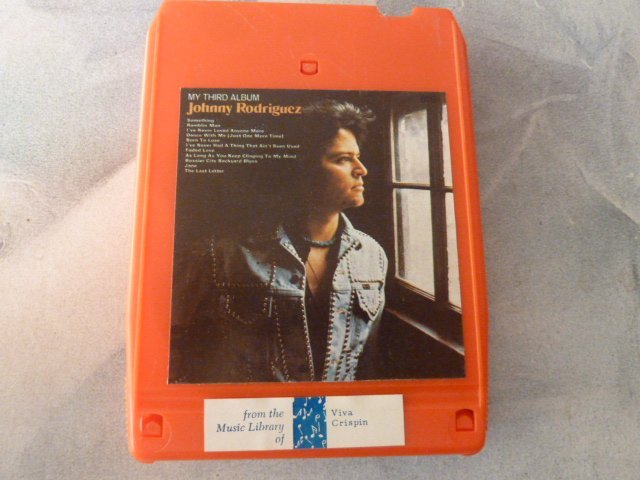 MY THIRD ALBUM
Johnny Rodriguez
Something
Ramblin Man
I've Never Loved Anyone More
Dance With Me (Just One More Time)
Born To Lose
I've Never Had A Thing That Ain't Been Used
Faded Love
As Long As You Keep Clinging To My Mind
Border City Backyard Blues
June
The Last Letter
from the
Music Library
of
Viva
Crispin